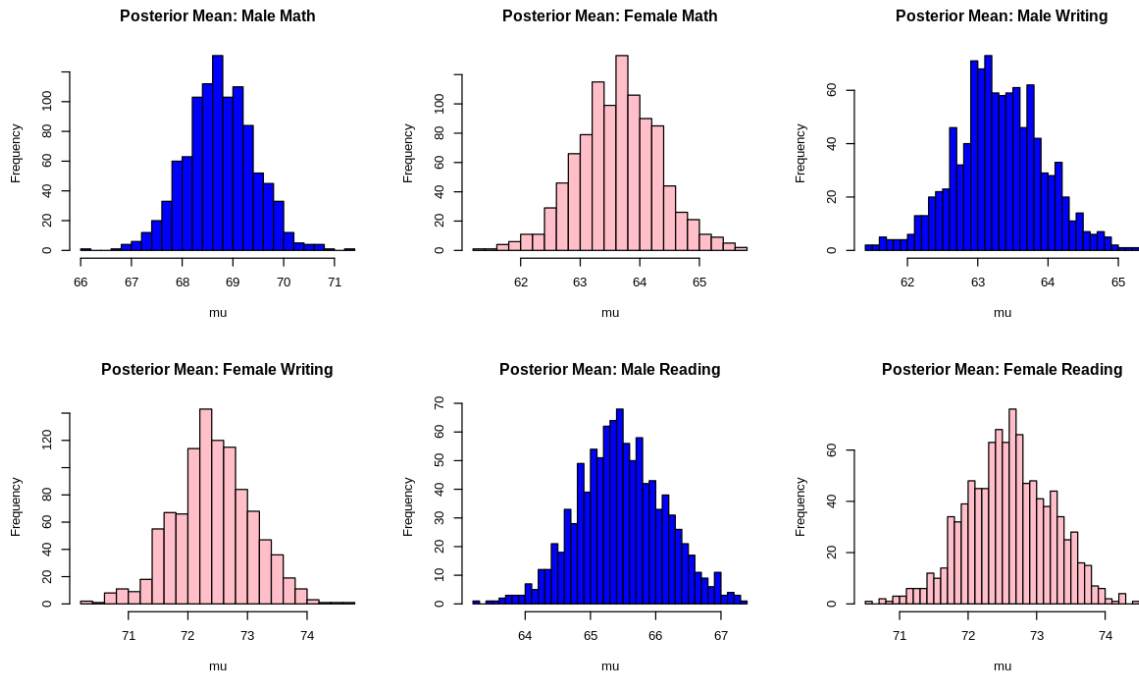 Posterior Mean: Male Math
Frequency
0 20 40 60 80 100
66 67 68 69 70 71
mu
Posterior Mean: Female Math
Frequency
0 20 40 60 80 100
62 63 64 65
mu
Posterior Mean: Male Writing
Frequency
0 20 40 60
62 63 64 65
mu
Posterior Mean: Female Writing
Frequency
0 20 40 60 80 120
71 72 73 74
mu
Posterior Mean: Male Reading
Frequency
0 10 20 30 40 50 60 70
64 65 66 67
mu
Posterior Mean: Female Reading
Frequency
0 20 40 60
71 72 73 74
mu